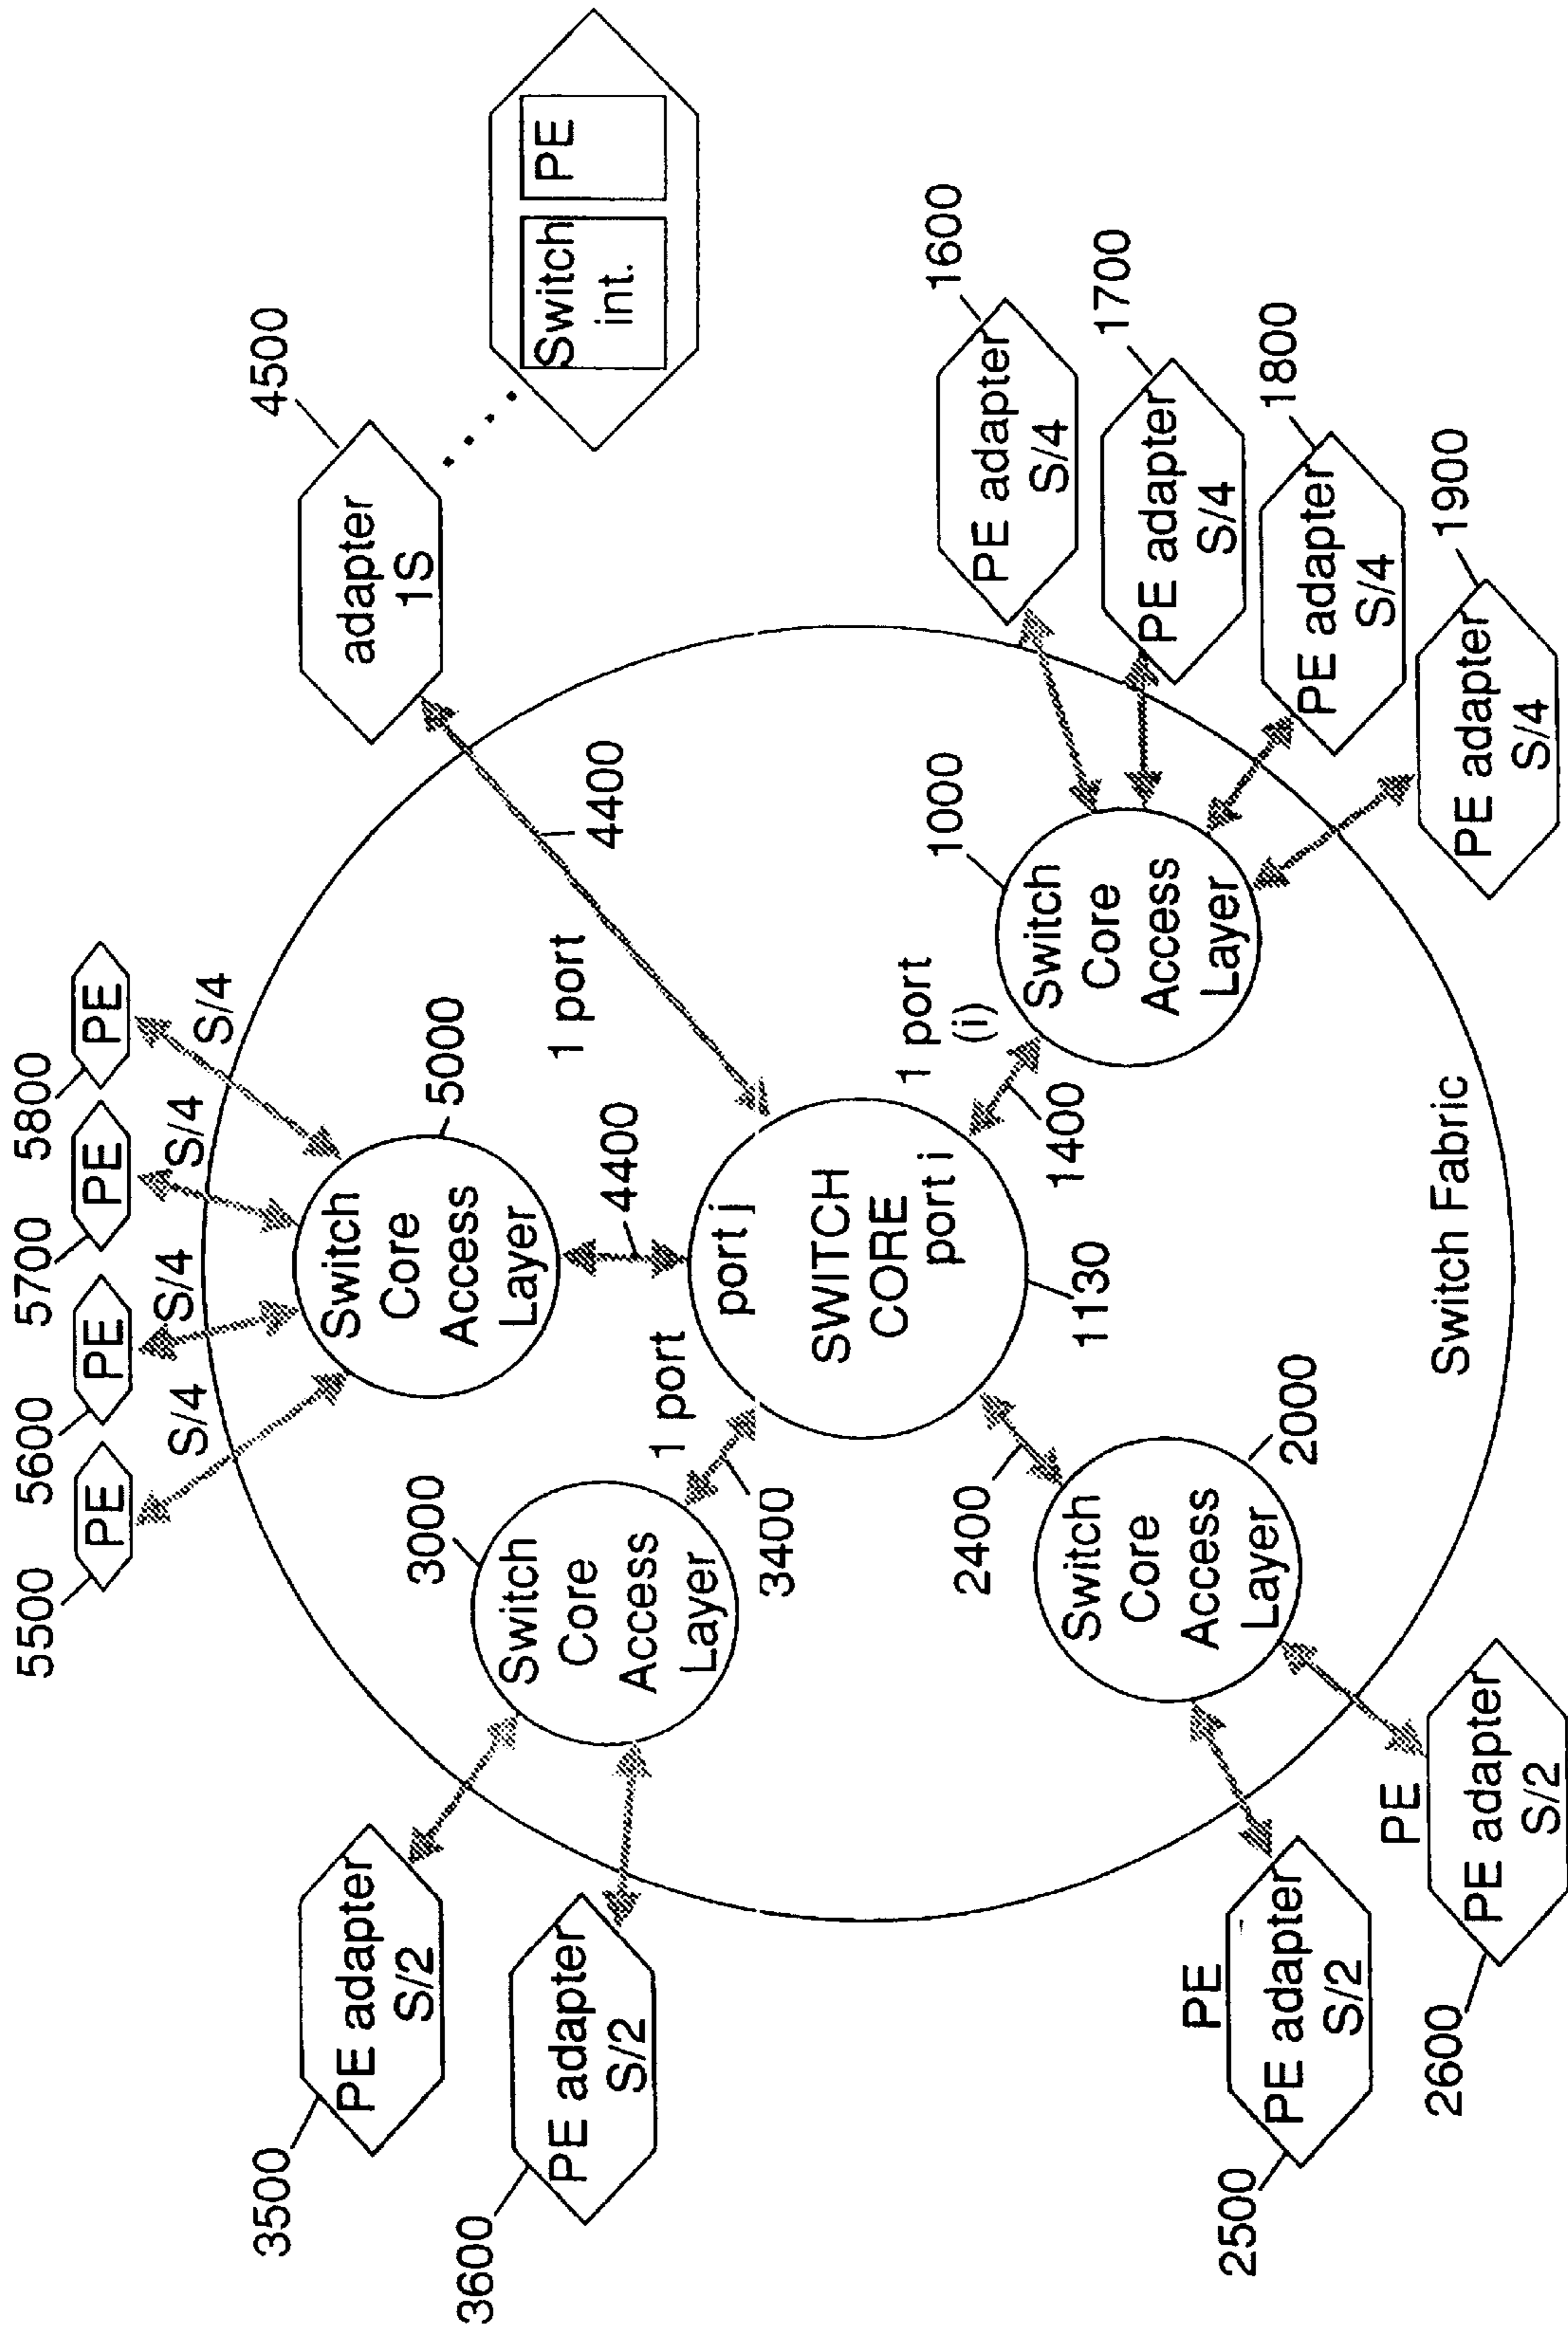 5500
5600
5700
5800
PE
PE
PE
PE
S/4
S/4
S/4
S/4
3500
PE adapter
S/2
3600
PE adapter
S/2
3000
Switch
Core
Access
Layer
3400
1 port
Switch
Core
Access
Layer
5000
4400
1 port
4400
4500
adapter
1S
Switch
int.
PE
port j
SWITCH
CORE
port i
1130
1 port
(i)
1400
1000
Switch
Core
Access
Layer
1600
PE adapter
S/4
1700
PE adapter
S/4
1800
PE adapter
S/4
1900
PE adapter
S/4
2400
2000
Switch
Core
Access
Layer
2500
PE
PE adapter
S/2
2600
PE
PE adapter
S/2
Switch Fabric